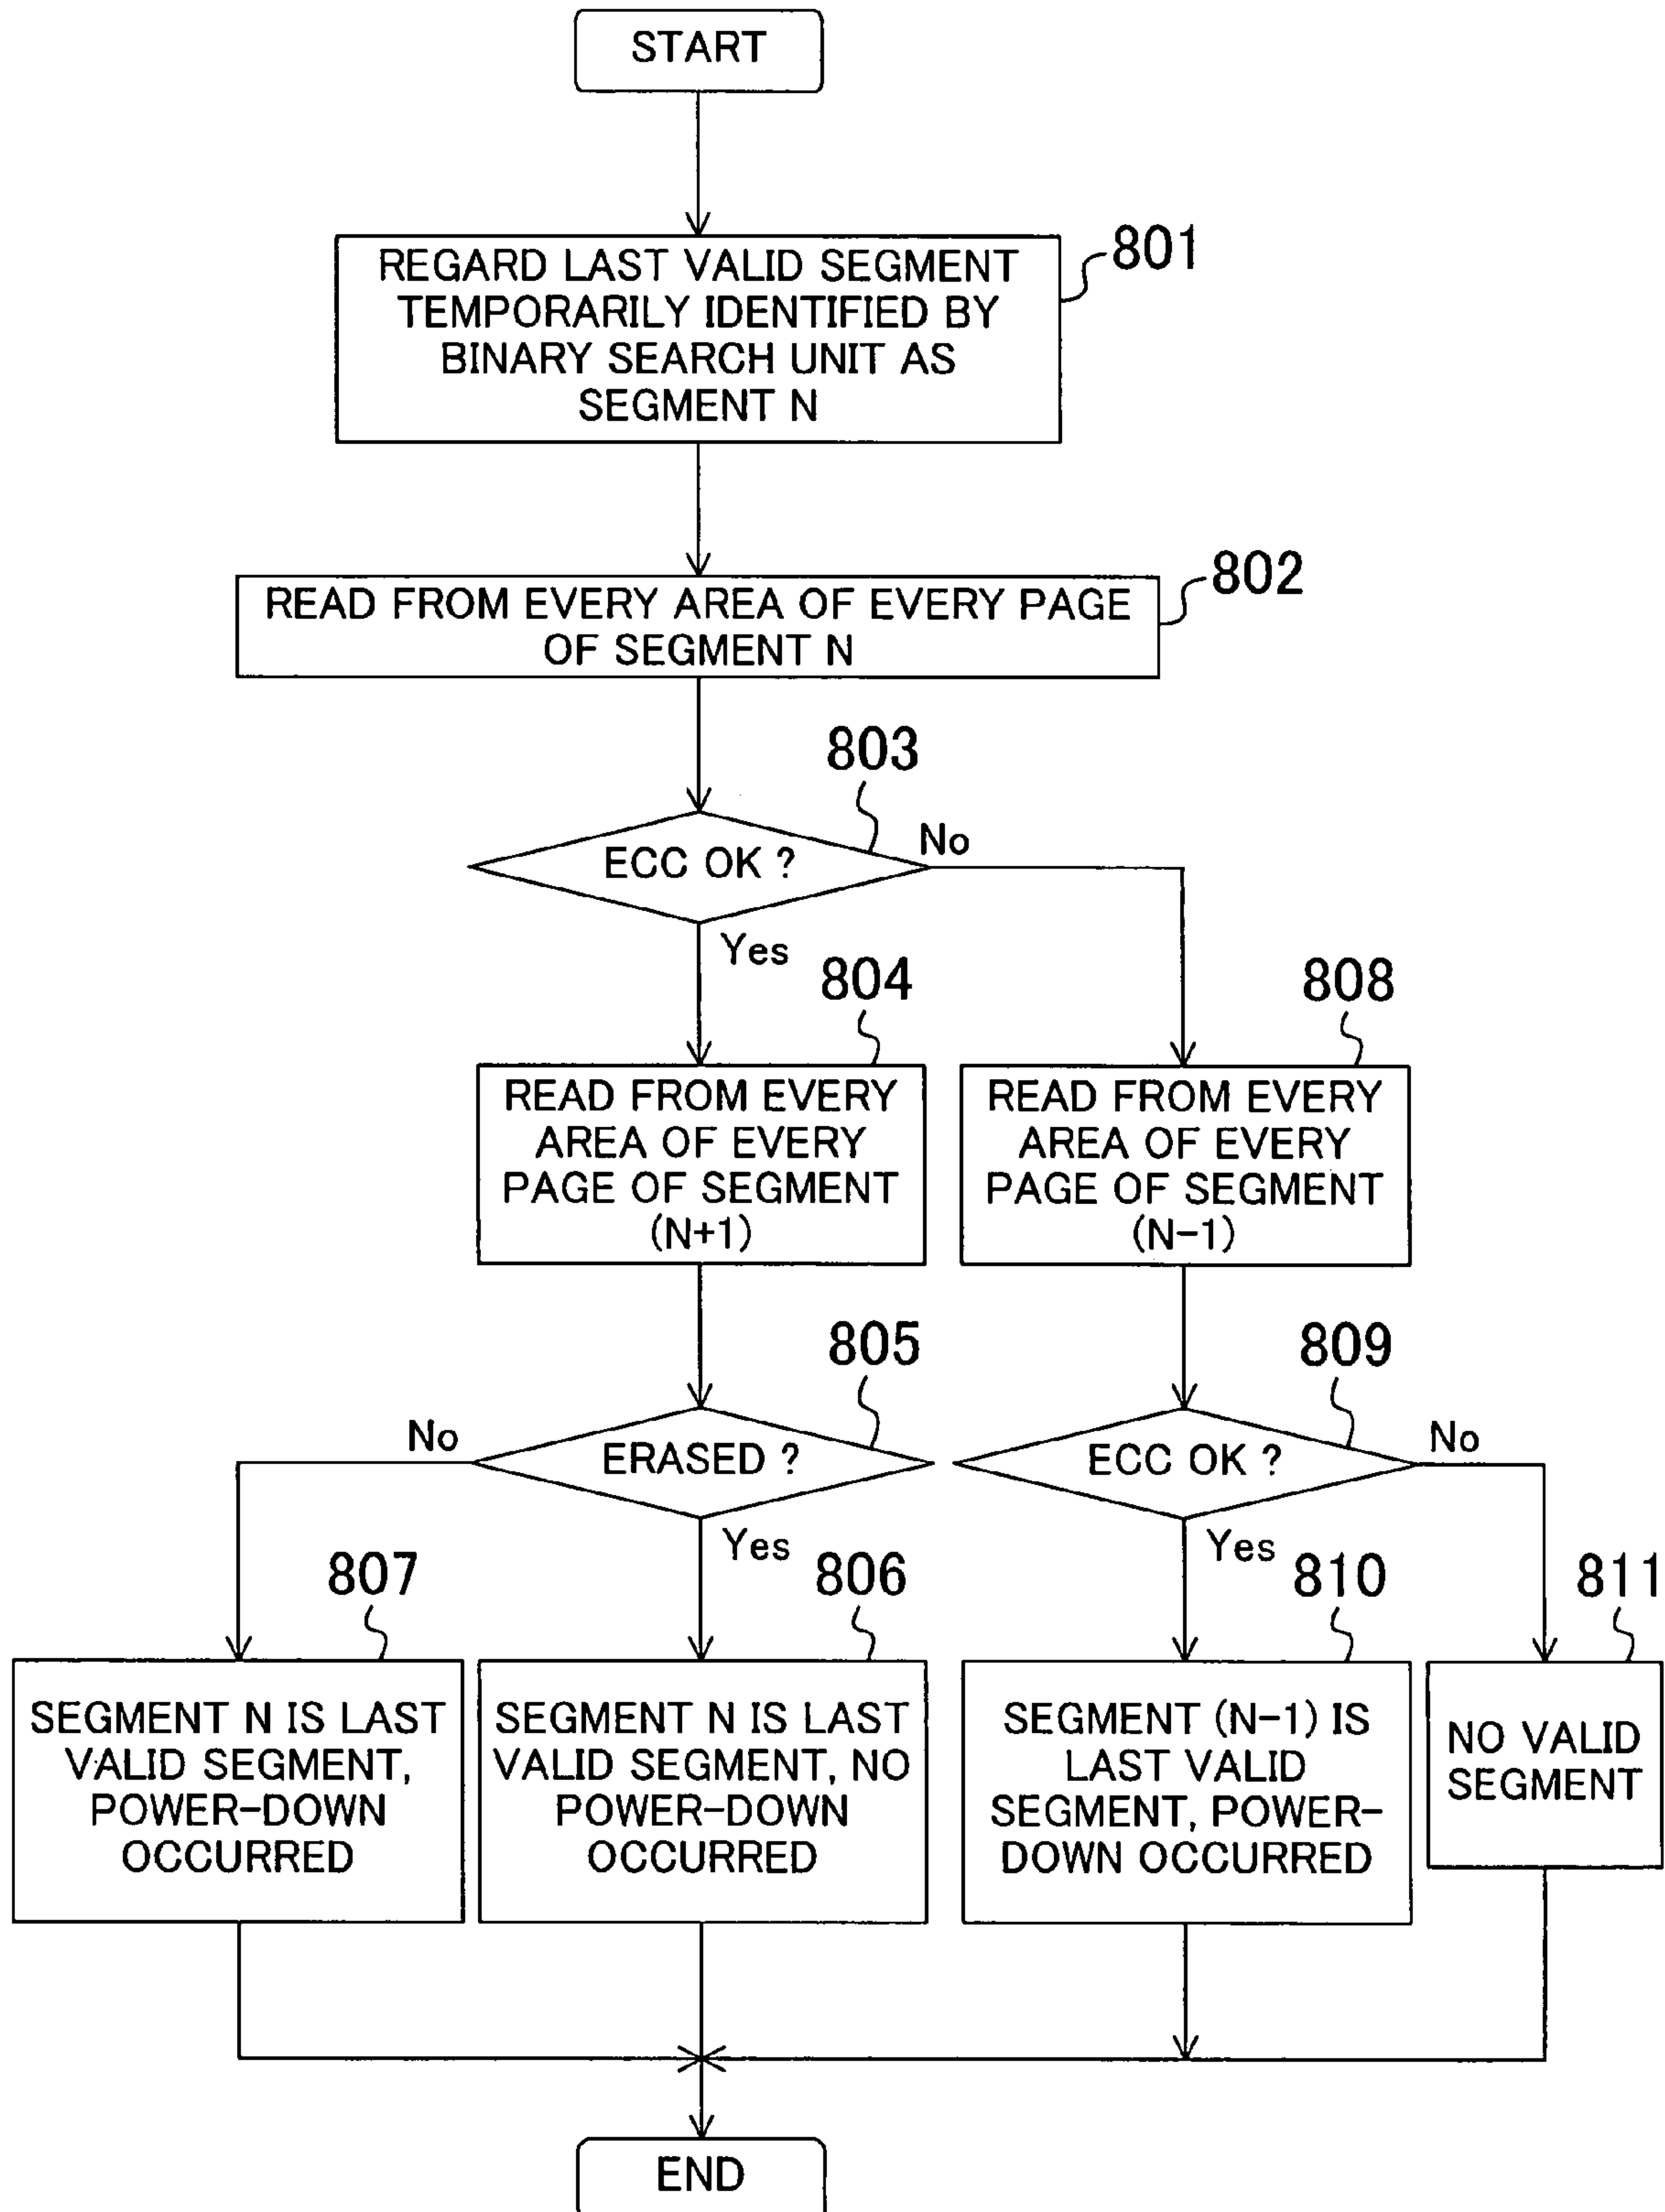 START
801
REGARD LAST VALID SEGMENT
TEMPORARILY IDENTIFIED BY
BINARY SEARCH UNIT AS
SEGMENT N
802
READ FROM EVERY AREA OF EVERY PAGE
OF SEGMENT N
803
ECC OK ?
No
Yes
804
READ FROM EVERY
AREA OF EVERY
PAGE OF SEGMENT
(N+1)
808
READ FROM EVERY
AREA OF EVERY
PAGE OF SEGMENT
(N-1)
805
ERASED ?
No
Yes
809
ECC OK ?
No
Yes
807
SEGMENT N IS LAST
VALID SEGMENT,
POWER-DOWN
OCCURRED
806
SEGMENT N IS LAST
VALID SEGMENT, NO
POWER-DOWN
OCCURRED
810
SEGMENT (N-1) IS
LAST VALID
SEGMENT, POWER-
DOWN OCCURRED
811
NO VALID
SEGMENT
END